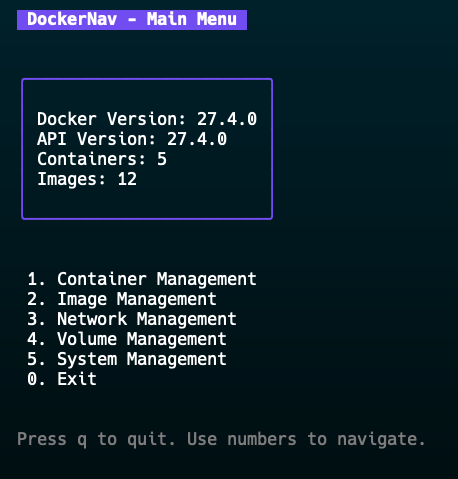 DockerNav - Main Menu
Docker Version: 27.4.0
API Version: 27.4.0
Containers: 5
Images: 12
1. Container Management
2. Image Management
3. Network Management
4. Volume Management
5. System Management
0. Exit
Press q to quit. Use numbers to navigate.